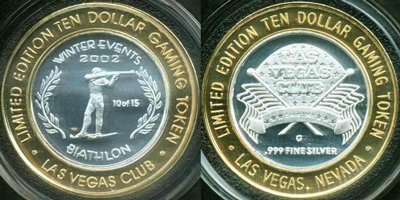 LIMITED EDITION TEN DOLLAR GAMING TOKEN
WINTER EVENTS
2002
10 of 15
BIATHLON
• LAS VEGAS CLUB •
LIMITED EDITION TEN DOLLAR GAMING TOKEN
LAS
VEGAS
CLUB
G
.999 FINE SILVER
• LAS VEGAS, NEVADA •